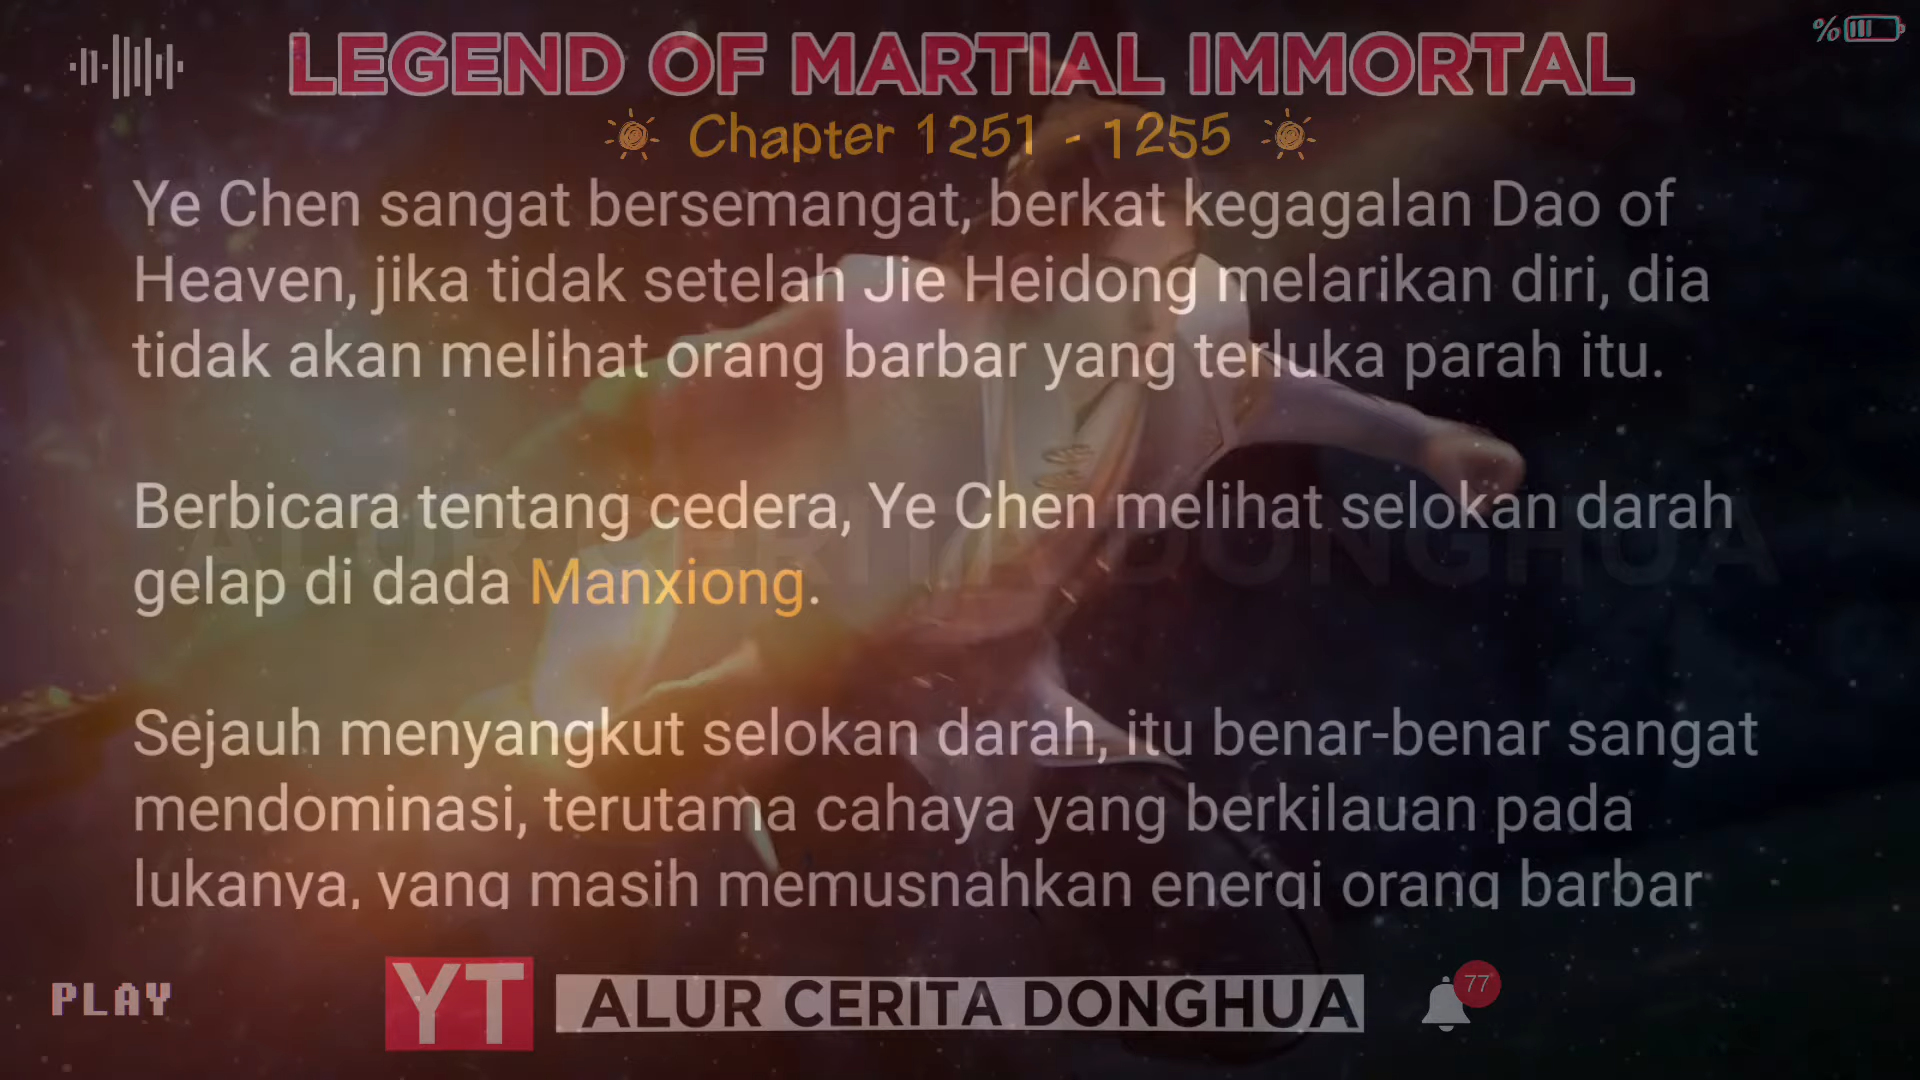 LEGEND OF MARTIAL IMMORTAL
%
Chapter 1251 - 1255
Ye Chen sangat bersemangat, berkat kegagalan Dao of
Heaven, jika tidak setelah Jie Heidong melarikan diri, dia
tidak akan melihat orang barbar yang terluka parah itu.
Berbicara tentang cedera, Ye Chen melihat selokan darah
gelap di dada Manxiong.
ALUR CERITA DONGHUA
Sejauh menyangkut selokan darah, itu benar-benar sangat
mendominasi, terutama cahaya yang berkilauan pada
lukanya, yang masih memusnahkan energi orang barbar
PLAY
YT
ALUR CERITA DONGHUA
77